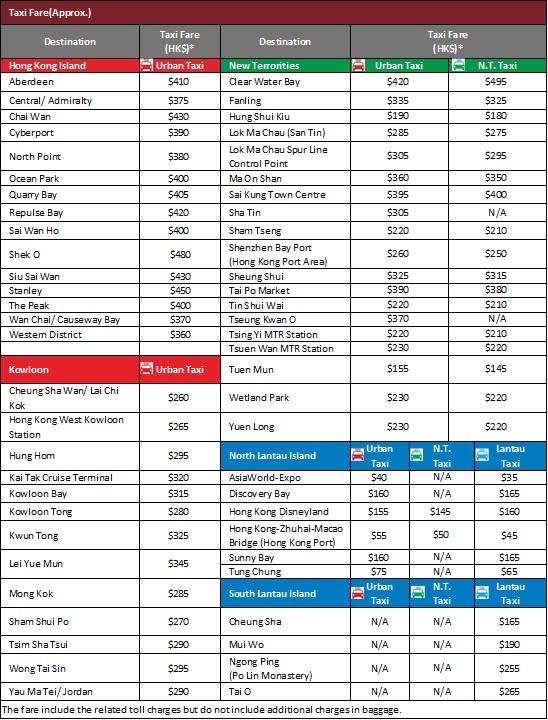 Taxi Fare(Approx.)
Destination Taxi Fare (HK$)* Destination Taxi Fare (HK$)*
Hong Kong Island Urban Taxi New Terrorities Urban Taxi N.T. Taxi
Aberdeen $410 Clear Water Bay $420 $495
Central/ Admiralty $375 Fanling $335 $325
Chai Wan $430 Hung Shui Kiu $190 $180
Cyberport $390 Lok Ma Chau (San Tin) $285 $275
North Point $380 Lok Ma Chau Spur Line Control Point $305 $295
Ocean Park $400 Ma On Shan $360 $350
Quarry Bay $405 Sai Kung Town Centre $395 $400
Repulse Bay $420 Sha Tin $305 N/A
Sai Wan Ho $400 Sham Tseng $220 $210
Shek O $480 Shenzhen Bay Port (Hong Kong Port Area) $260 $250
Siu Sai Wan $430 Sheung Shui $325 $315
Stanley $450 Tai Po Market $390 $380
The Peak $400 Tin Shui Wai $220 $210
Wan Chai/ Causeway Bay $370 Tseung Kwan O $370 N/A
Western District $360 Tsing Yi MTR Station $220 $210
Tsuen Wan MTR Station $230 $220
Kowloon Urban Taxi Tuen Mun $155 $145
Cheung Sha Wan/ Lai Chi Kok $260 Wetland Park $230 $220
Hong Kong West Kowloon Station $265 Yuen Long $230 $220
Hung Hom $295 North Lantau Island Urban Taxi N.T. Taxi Lantau Taxi
Kai Tak Cruise Terminal $320 AsiaWorld-Expo $40 N/A $35
Kowloon Bay $315 Discovery Bay $160 N/A $165
Kowloon Tong $280 Hong Kong Disneyland $155 $145 $160
Kwun Tong $325 Hong Kong-Zhuhai-Macao Bridge (Hong Kong Port) $55 $50 $45
Lei Yue Mun $345 Sunny Bay $160 N/A $165
Tung Chung $75 N/A $65
Mong Kok $285 South Lantau Island Urban Taxi N.T. Taxi Lantau Taxi
Sham Shui Po $270 Cheung Sha N/A N/A $165
Tsim Sha Tsui $290 Mui Wo N/A N/A $190
Wong Tai Sin $295 Ngong Ping (Po Lin Monastery) N/A N/A $255
Yau Ma Tei/ Jordan $290 Tai O N/A N/A $265
The fare include the related toll charges but do not include additional charges in baggage.